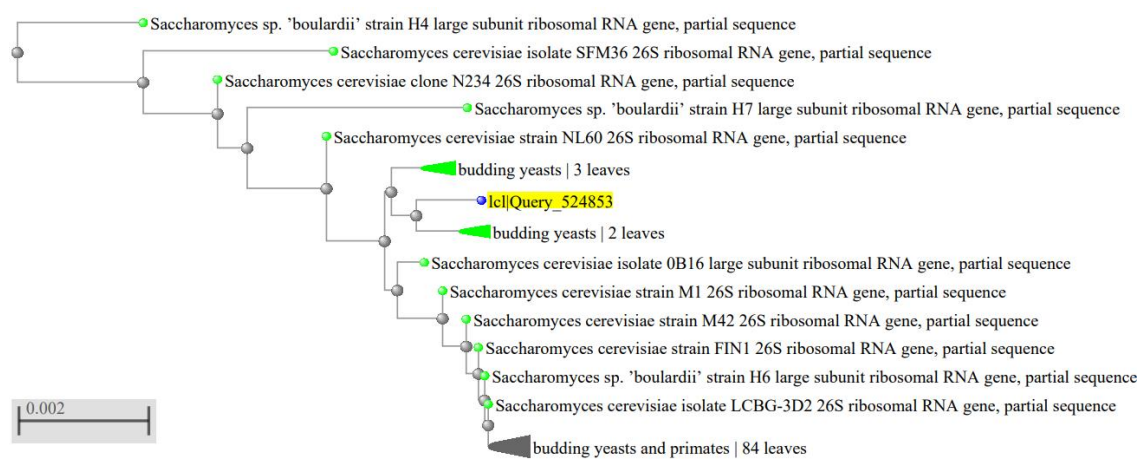 Saccharomyces sp. 'boulardii' strain H4 large subunit ribosomal RNA gene, partial sequence
Saccharomyces cerevisiae isolate SFM36 26S ribosomal RNA gene, partial sequence
Saccharomyces cerevisiae clone N234 26S ribosomal RNA gene, partial sequence
Saccharomyces sp. 'boulardii' strain H7 large subunit ribosomal RNA gene, partial sequence
Saccharomyces cerevisiae strain NL60 26S ribosomal RNA gene, partial sequence
budding yeasts | 3 leaves
lcl|Query_524853
budding yeasts | 2 leaves
Saccharomyces cerevisiae isolate 0B16 large subunit ribosomal RNA gene, partial sequence
Saccharomyces cerevisiae strain M1 26S ribosomal RNA gene, partial sequence
Saccharomyces cerevisiae strain M42 26S ribosomal RNA gene, partial sequence
Saccharomyces cerevisiae strain FIN1 26S ribosomal RNA gene, partial sequence
Saccharomyces sp. 'boulardii' strain H6 large subunit ribosomal RNA gene, partial sequence
Saccharomyces cerevisiae isolate LCBG-3D2 26S ribosomal RNA gene, partial sequence
0.002
budding yeasts and primates | 84 leaves